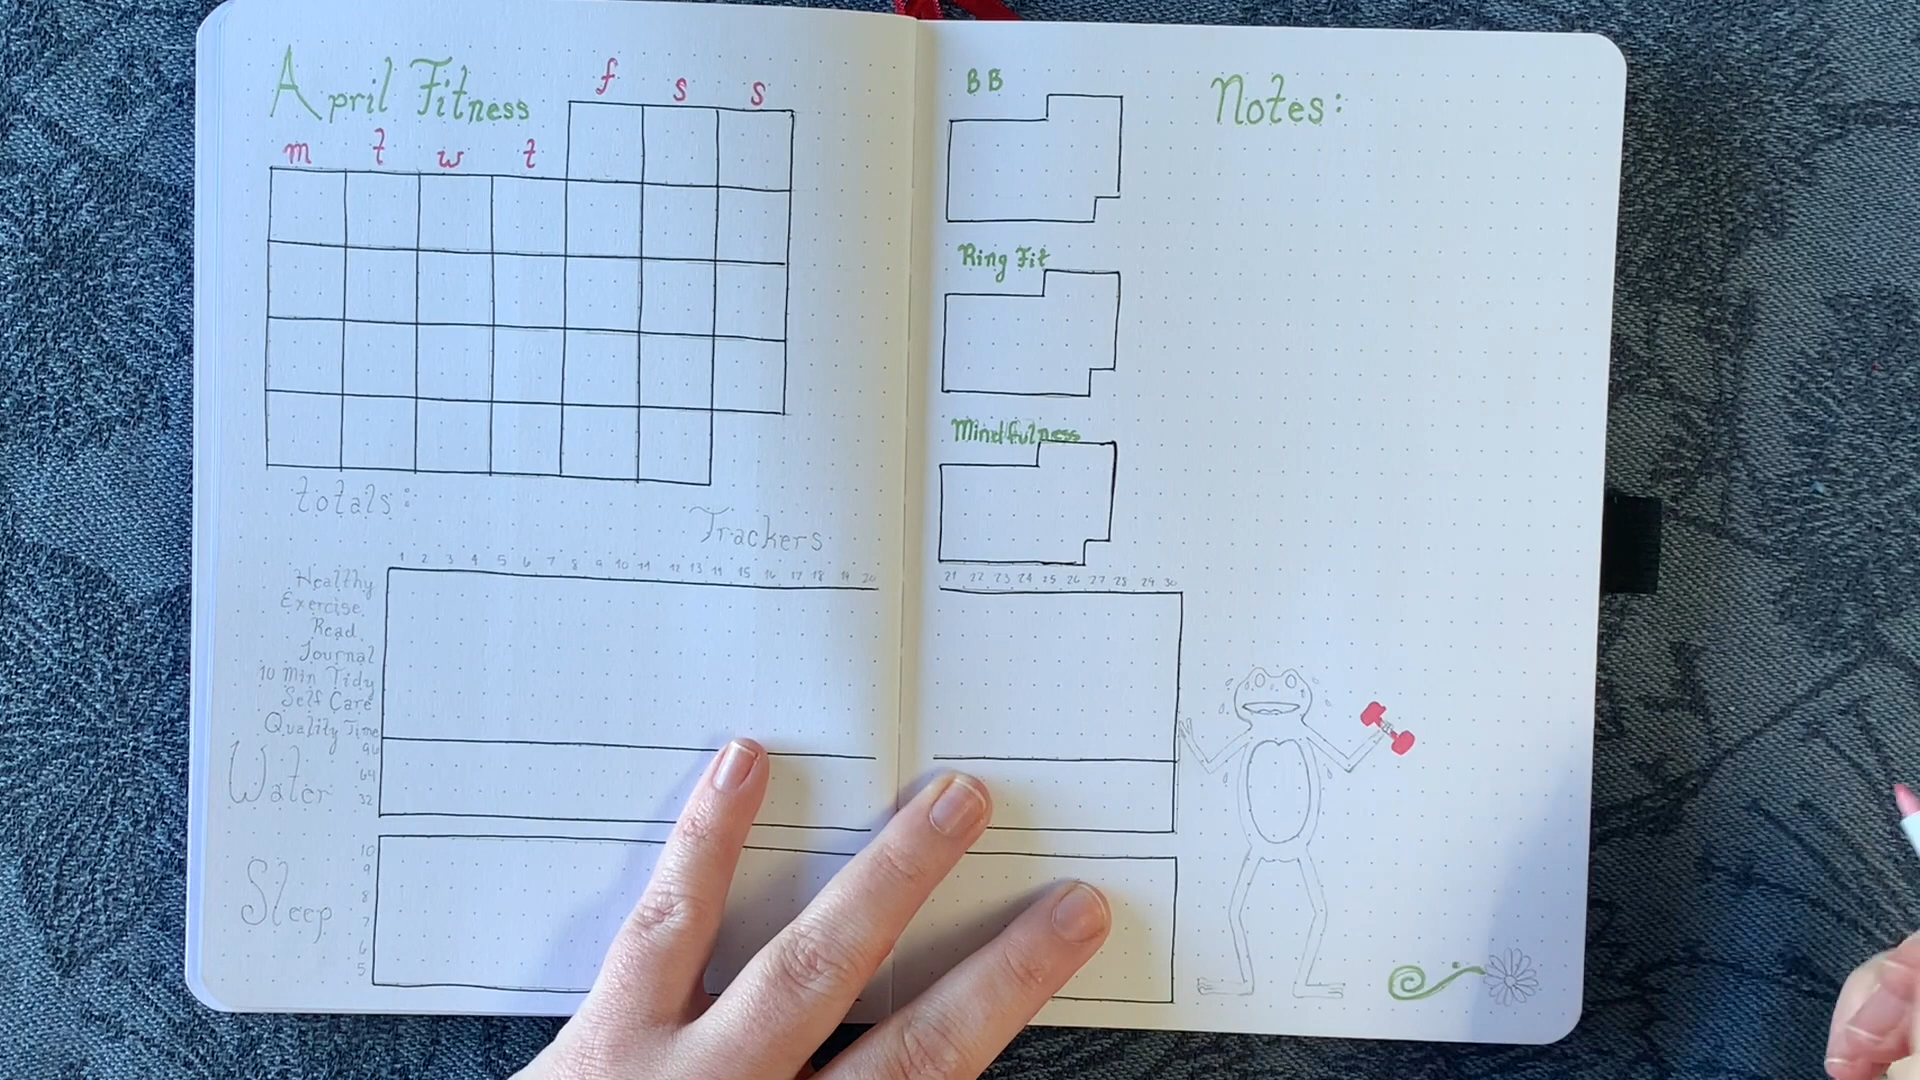 April Fitness
m t w t f s s
totals:
Trackers
1 2 3 4 5 6 7 8 9 10 11 12 13 14 15 16 17 18 19 20
Healthy
Exercise
Read
Journal
10 Min Tidy
Self Care
Quality Time
Water
96
64
32
Sleep
10
9
8
7
6
5
BB
Ring Fit
Mindfulness
21 22 23 24 25 26 27 28 29 30
Notes: